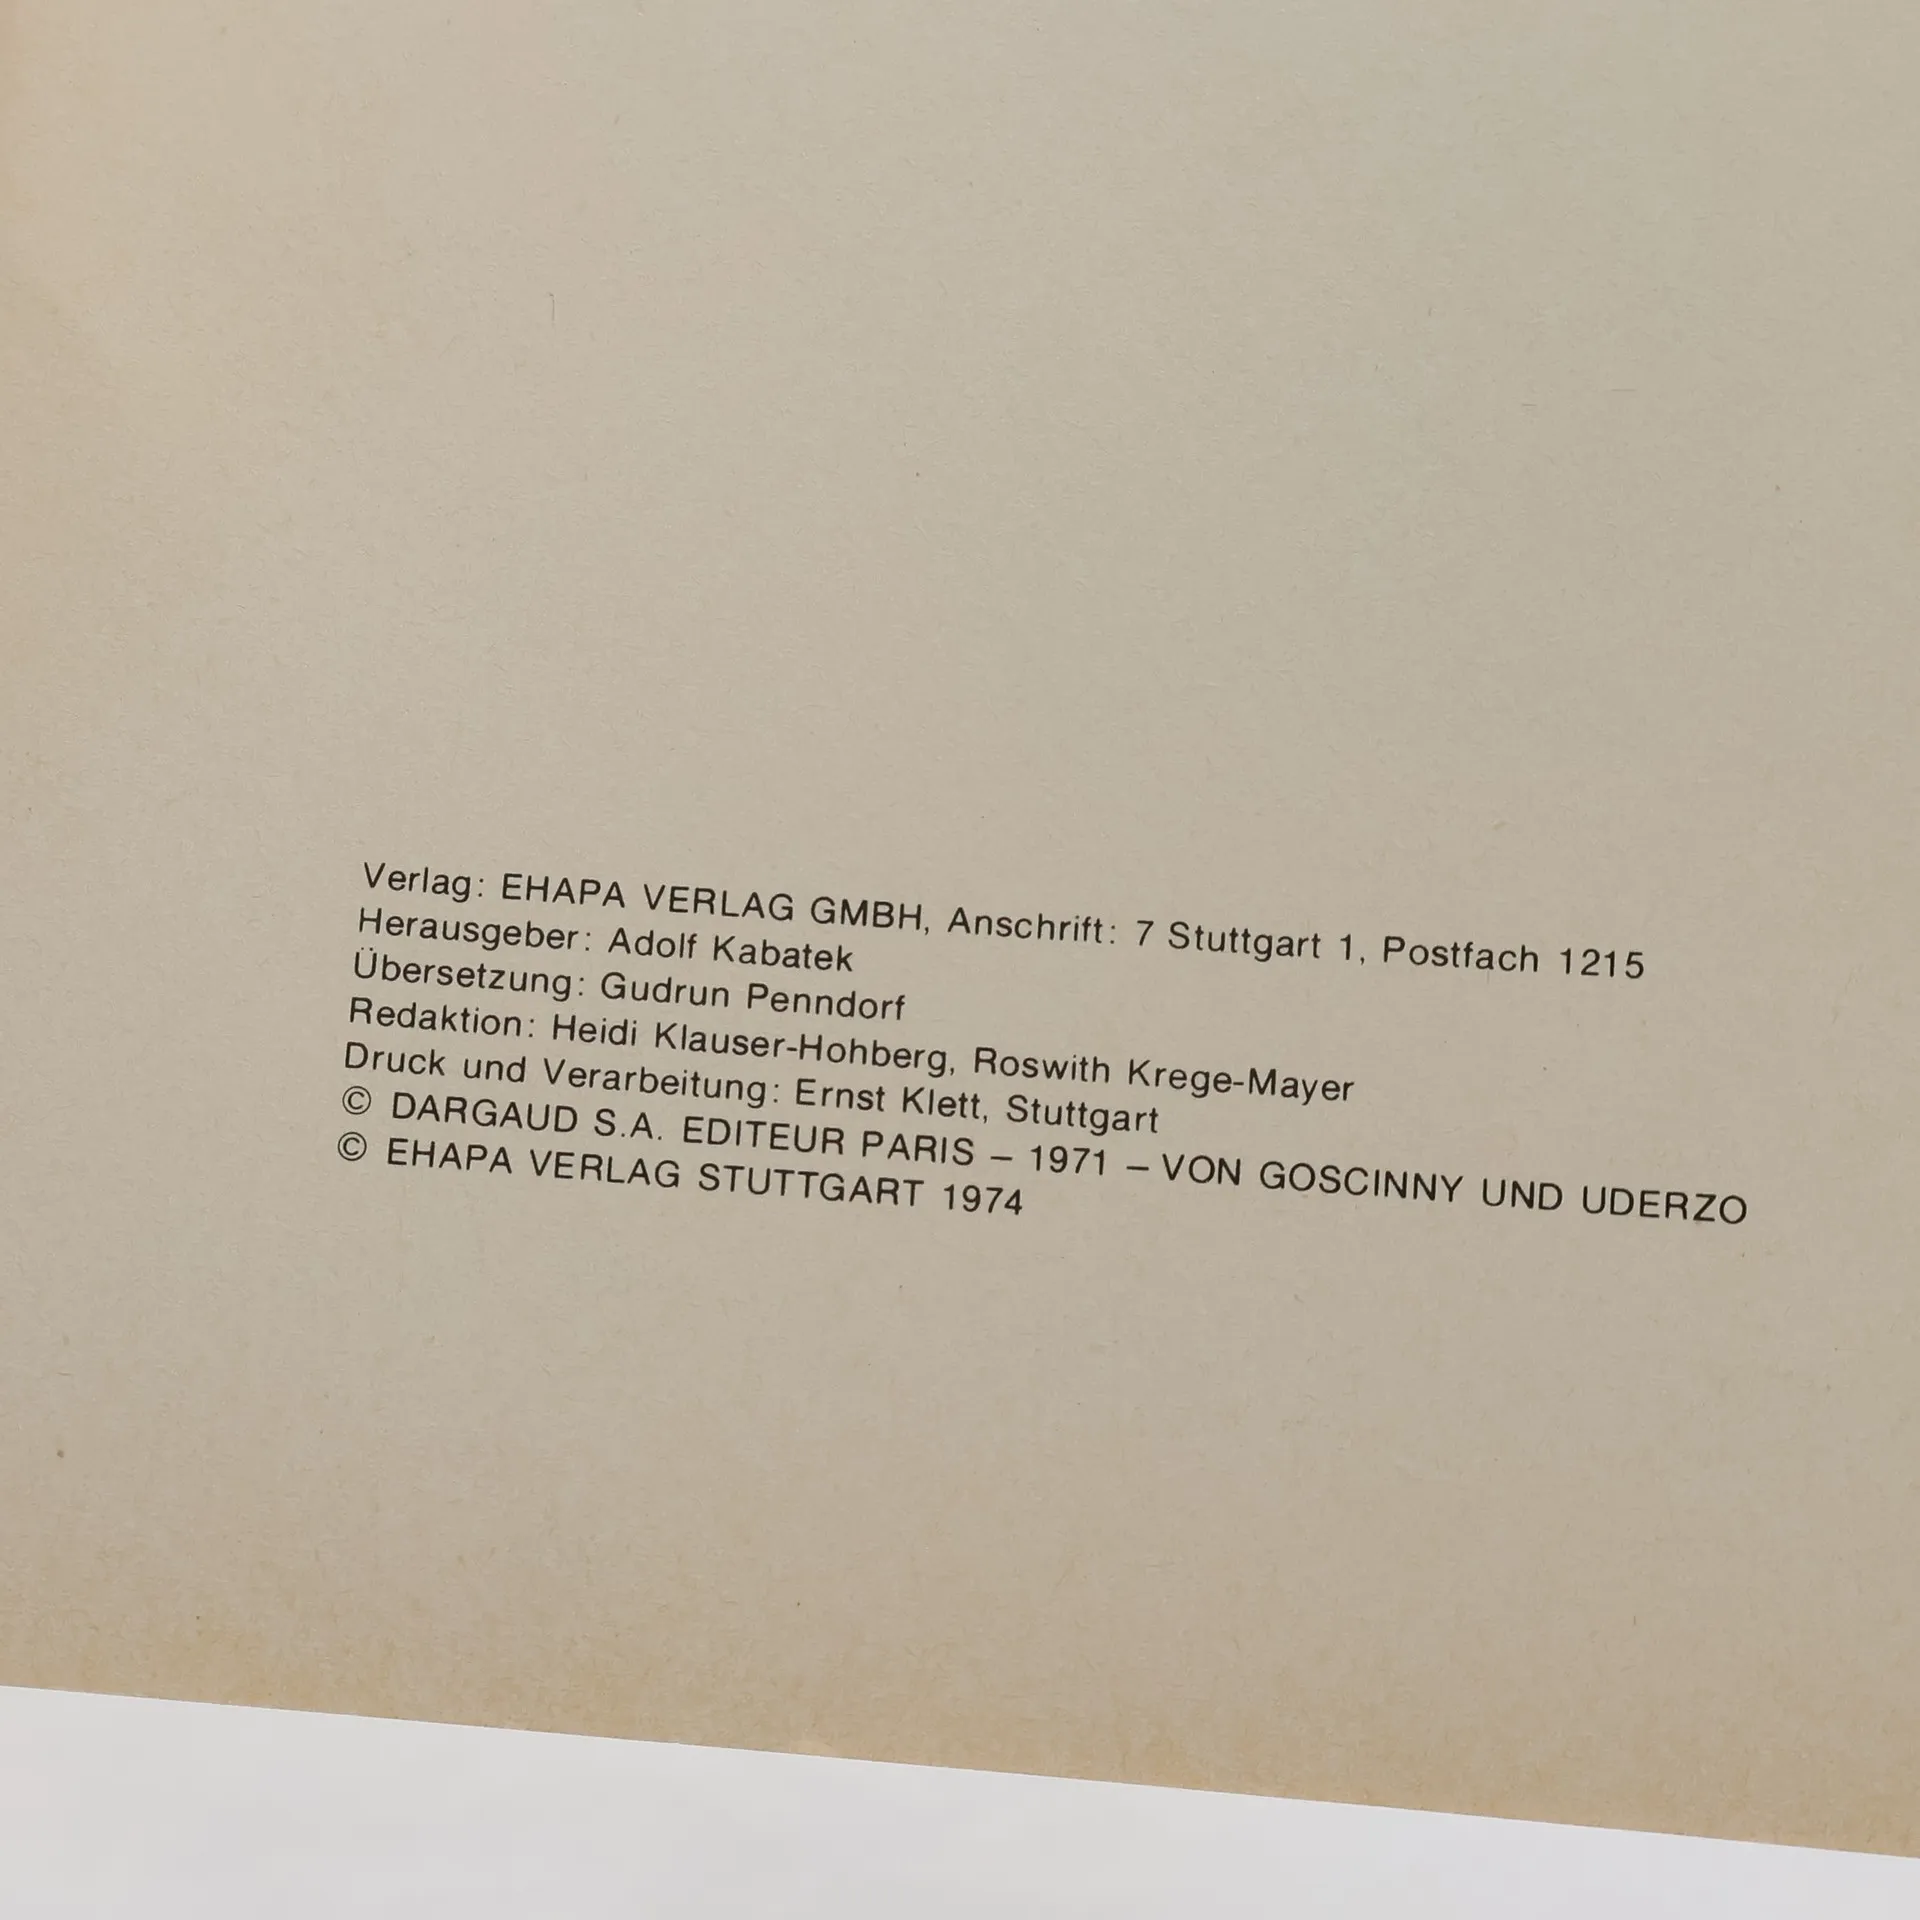 Verlag: EHAPA VERLAG GMBH, Anschrift: 7 Stuttgart 1, Postfach 1215
Herausgeber: Adolf Kabatek
Übersetzung: Gudrun Penndorf
Redaktion: Heidi Klauser-Hohberg, Roswith Krege-Mayer
Druck und Verarbeitung: Ernst Klett, Stuttgart
© DARGAUD S.A. EDITEUR PARIS – 1971 – VON GOSCINNY UND UDERZO
© EHAPA VERLAG STUTTGART 1974